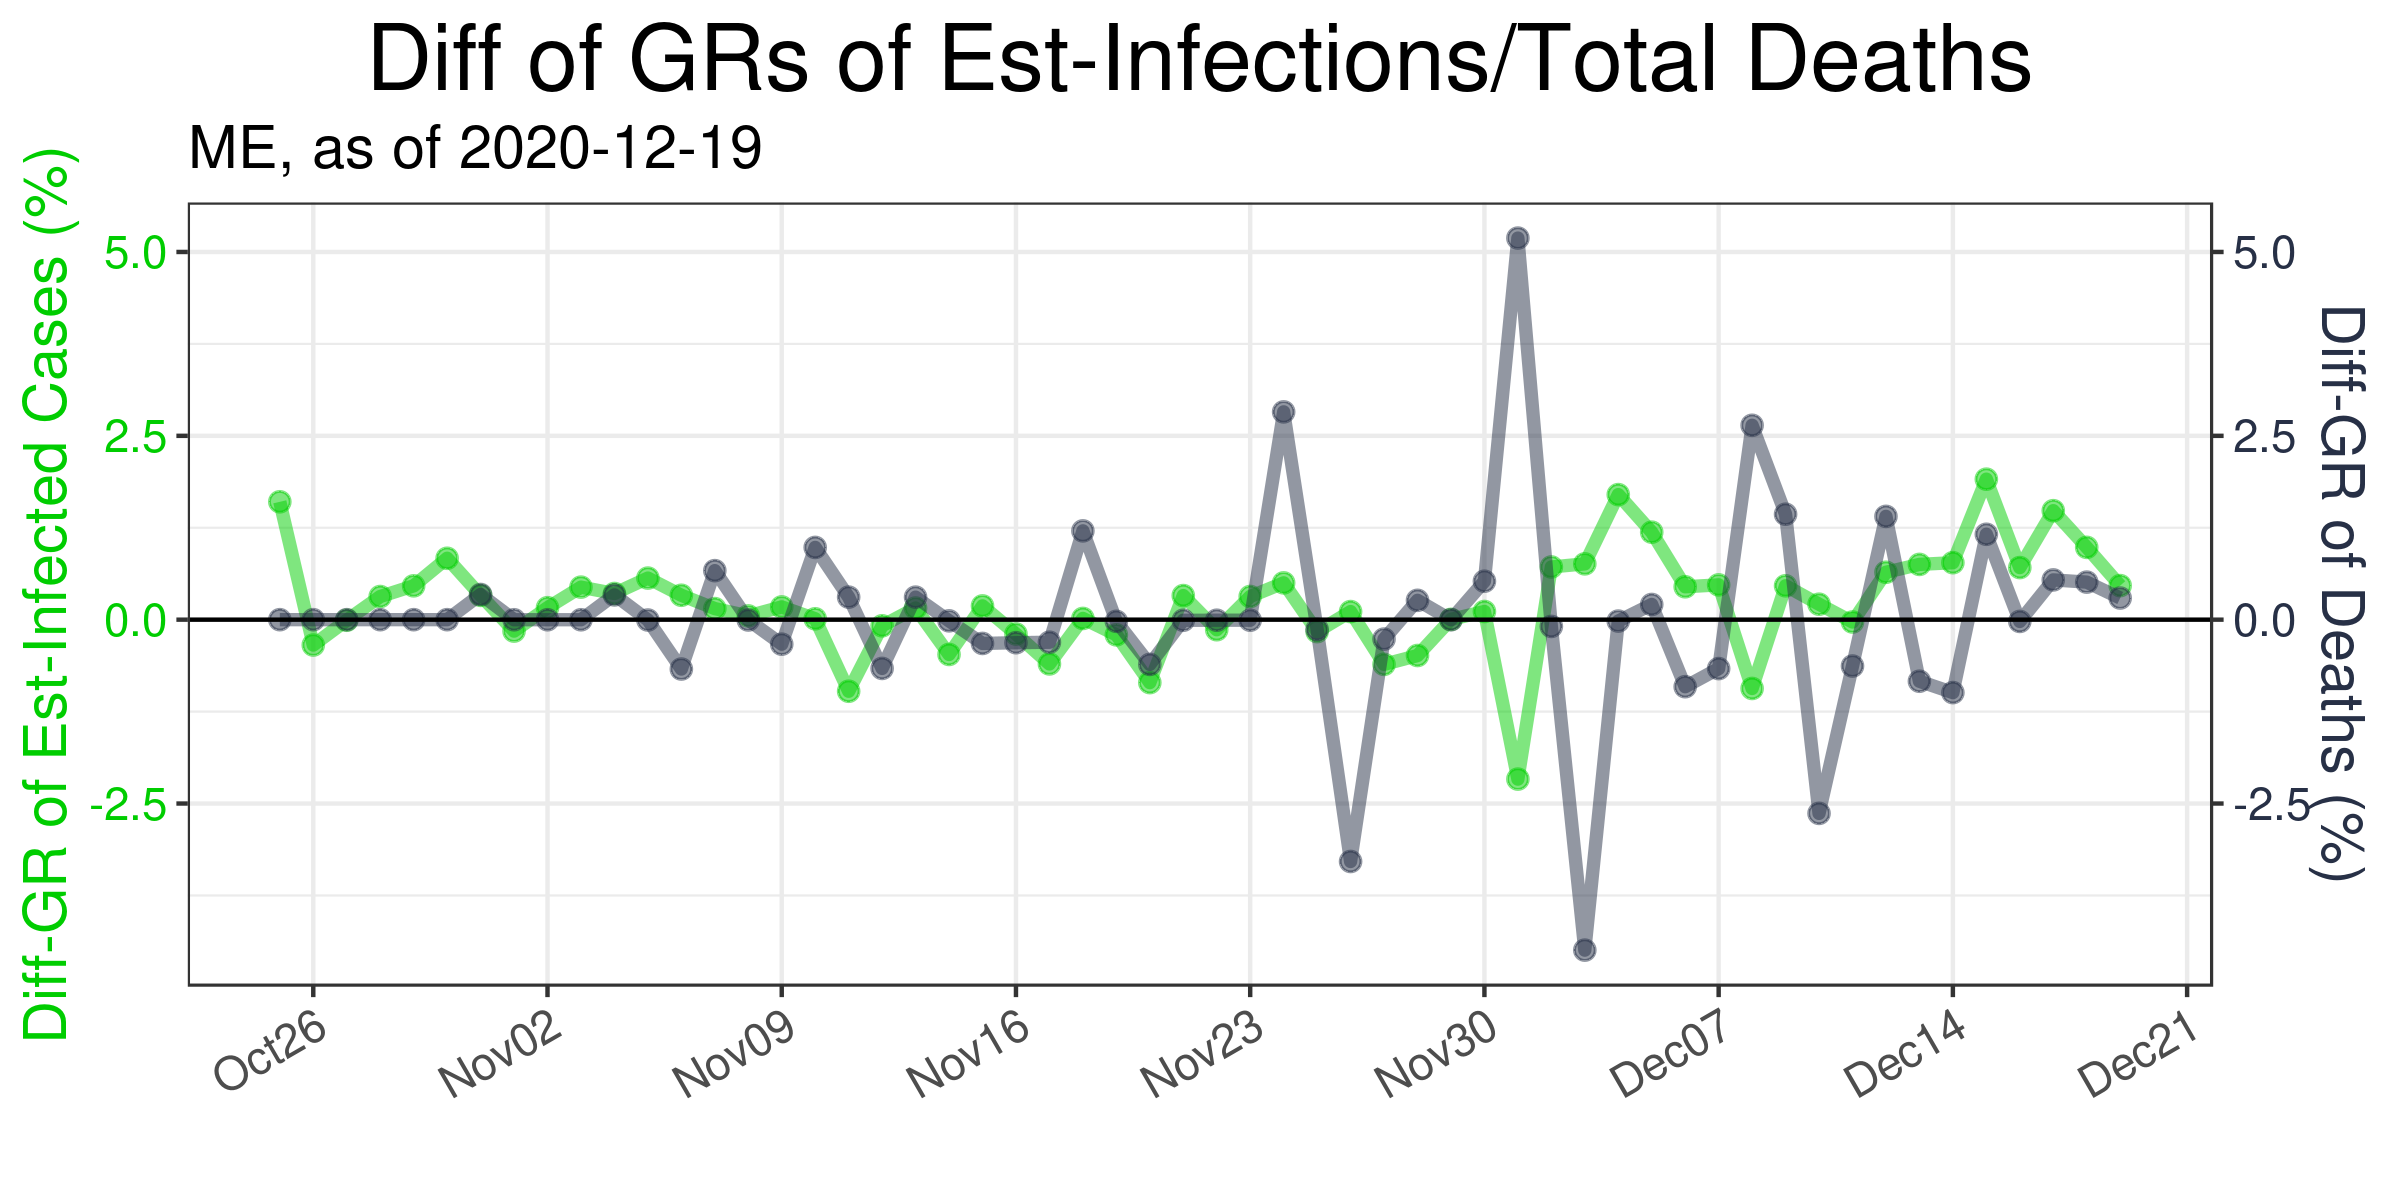 Diff of GRs of Est-Infections/Total Deaths
ME, as of 2020-12-19
Diff-GR of Est-Infected Cases (%)
5.0
2.5
0.0
-2.5
5.0
2.5
0.0
-2.5
Diff-GR of Deaths (%)
Oct26
Nov02
Nov09
Nov16
Nov23
Nov30
Dec07
Dec14
Dec21